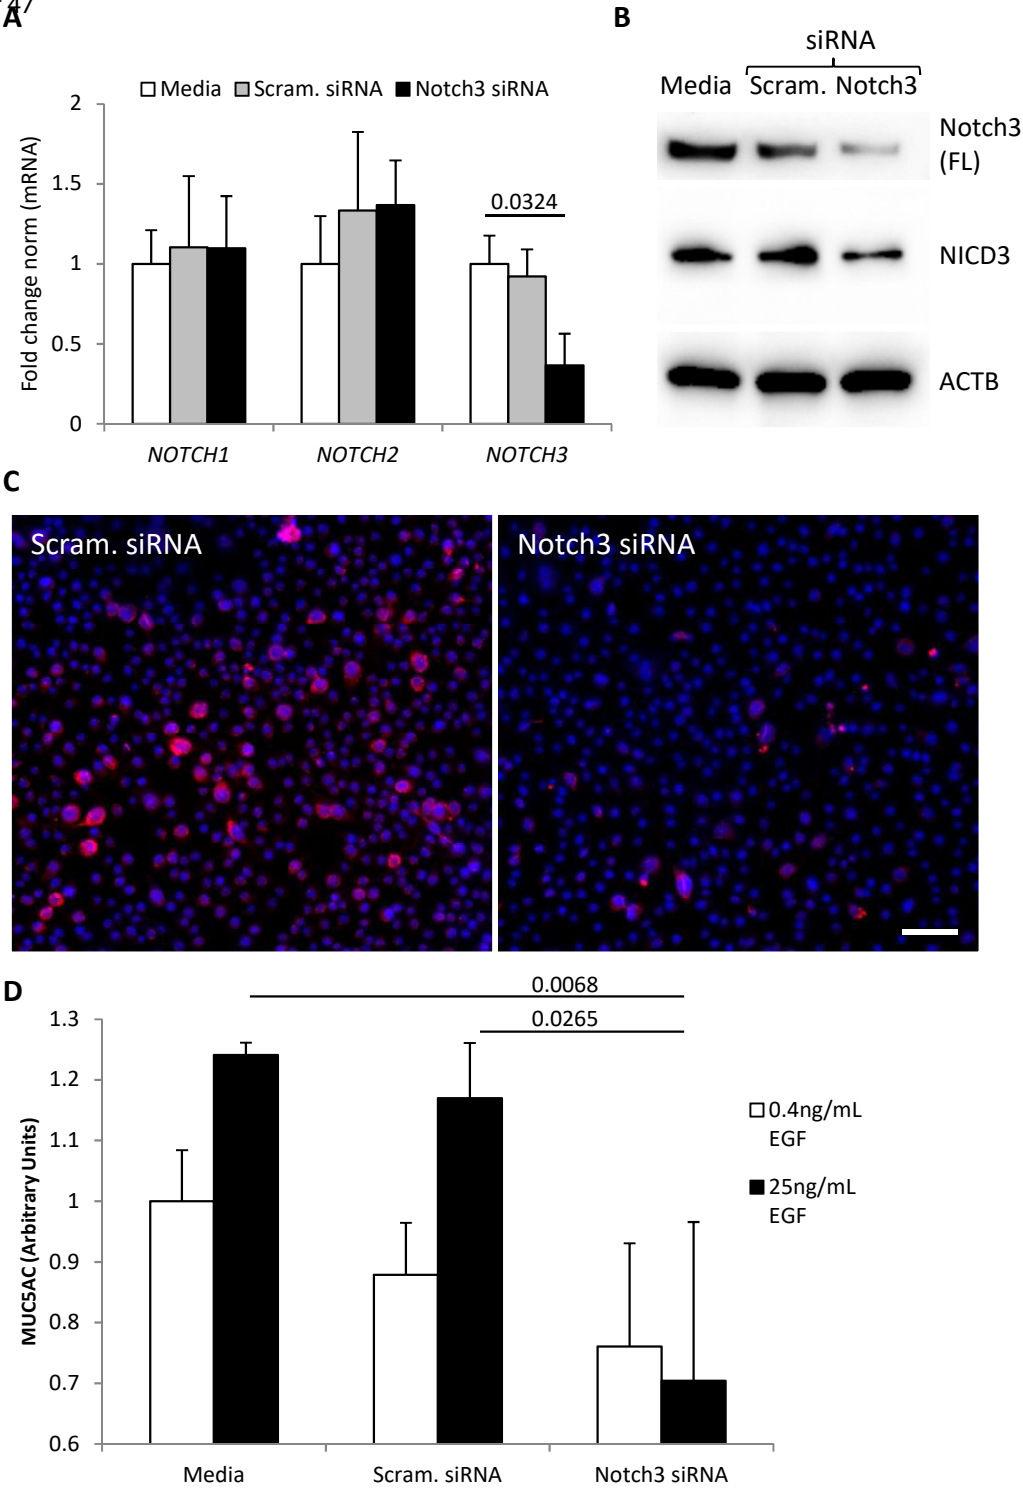 47
A
Media Scram. siRNA Notch3 siRNA
Fold change norm (mRNA)
2
1.5
1
0.5
0
0.0324
NOTCH1 NOTCH2 NOTCH3
B
siRNA
Media Scram. Notch3
Notch3
(FL)
NICD3
ACTB
C
Scram. siRNA Notch3 siRNA
D
0.0068
0.0265
MUC5AC (Arbitrary Units)
1.3
1.2
1.1
1
0.9
0.8
0.7
0.6
0.4ng/mL
EGF
25ng/mL
EGF
Media Scram. siRNA Notch3 siRNA